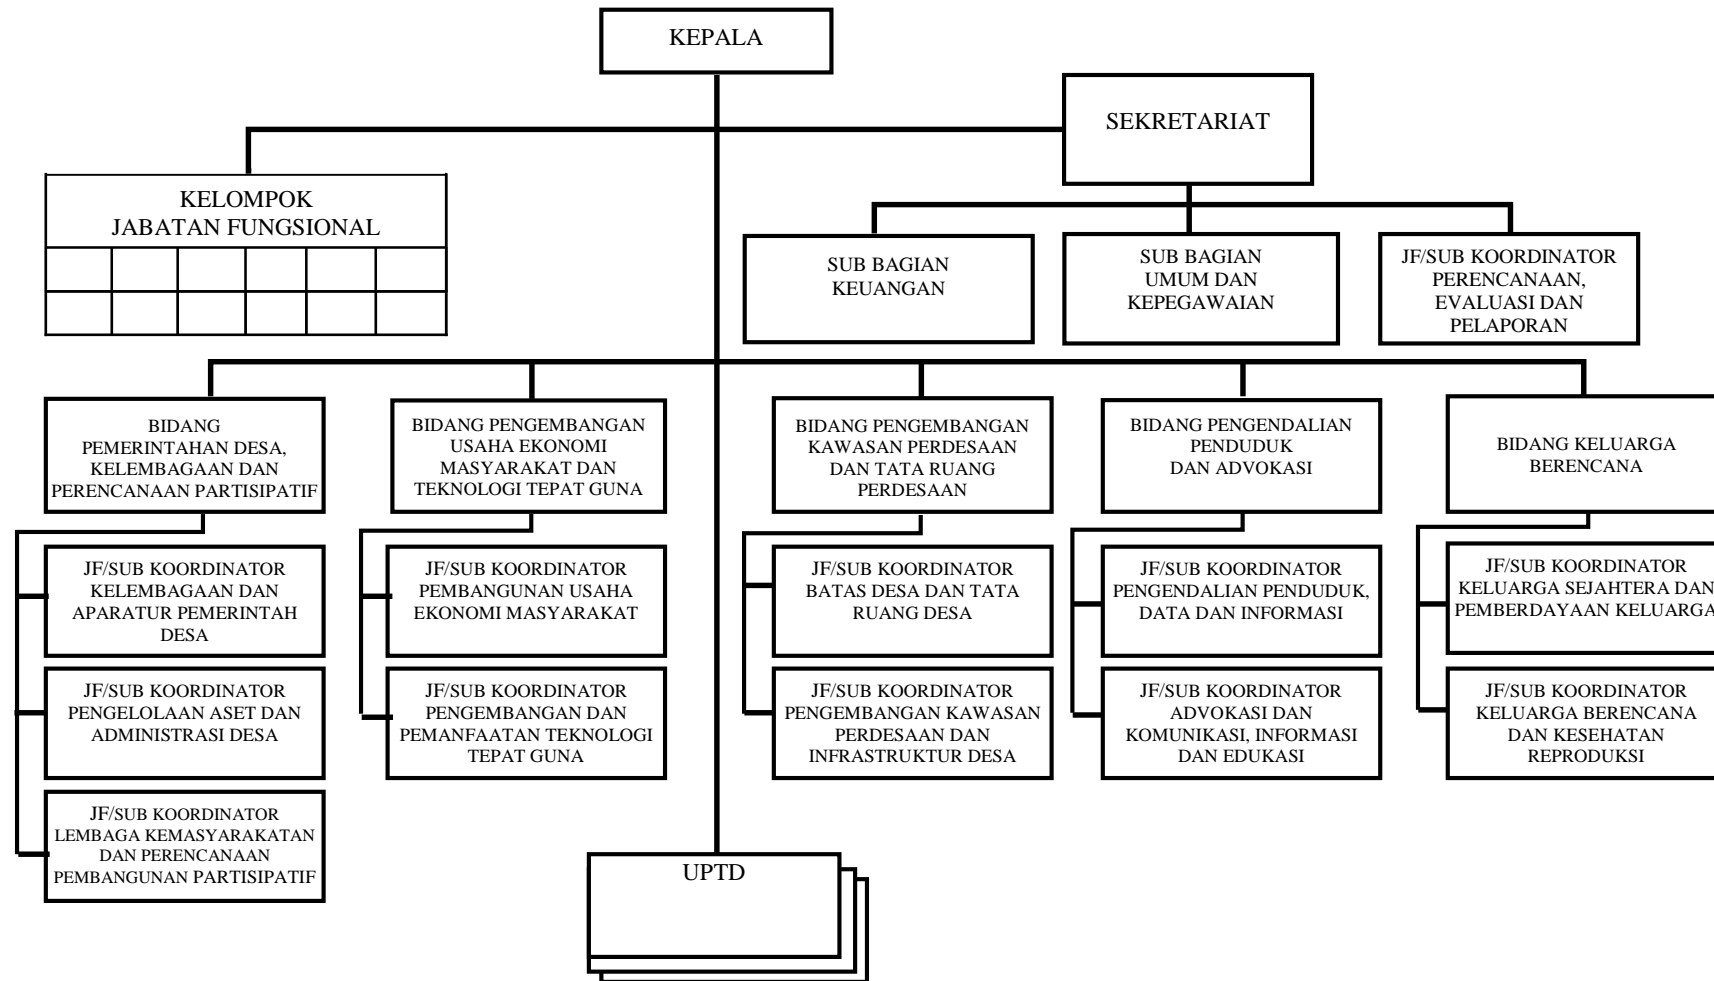 KEPALA
SEKRETARIAT
KELOMPOK
JABATAN FUNGSIONAL
SUB BAGIAN
KEUANGAN
SUB BAGIAN
UMUM DAN
KEPEGAWAIAN
JF/SUB KOORDINATOR
PERENCANAAN,
EVALUASI DAN
PELAPORAN
BIDANG
PEMERINTAHAN DESA,
KELEMBAGAAN DAN
PERENCANAAN PARTISIPATIF
BIDANG PENGEMBANGAN
USAHA EKONOMI
MASYARAKAT DAN
TEKNOLOGI TEPAT GUNA
BIDANG PENGEMBANGAN
KAWASAN PERDESAAN
DAN TATA RUANG
PERDESAAN
BIDANG PENGENDALIAN
PENDUDUK
DAN ADVOKASI
BIDANG KELUARGA
BERENCANA
JF/SUB KOORDINATOR
KELEMBAGAAN DAN
APARATUR PEMERINTAH
DESA
JF/SUB KOORDINATOR
PEMBANGUNAN USAHA
EKONOMI MASYARAKAT
JF/SUB KOORDINATOR
BATAS DESA DAN TATA
RUANG DESA
JF/SUB KOORDINATOR
PENGENDALIAN PENDUDUK,
DATA DAN INFORMASI
JF/SUB KOORDINATOR
KELUARGA SEJAHTERA DAN
PEMBERDAYAAN KELUARGA
JF/SUB KOORDINATOR
PENGELOLAAN ASET DAN
ADMINISTRASI DESA
JF/SUB KOORDINATOR
PENGEMBANGAN DAN
PEMANFAATAN TEKNOLOGI
TEPAT GUNA
JF/SUB KOORDINATOR
PENGEMBANGAN KAWASAN
PERDESAAN DAN
INFRASTRUKTUR DESA
JF/SUB KOORDINATOR
ADVOKASI DAN
KOMUNIKASI, INFORMASI
DAN EDUKASI
JF/SUB KOORDINATOR
KELUARGA BERENCANA
DAN KESEHATAN
REPRODUKSI
JF/SUB KOORDINATOR
LEMBAGA KEMASYARAKATAN
DAN PERENCANAAN
PEMBANGUNAN PARTISIPATIF
UPTD